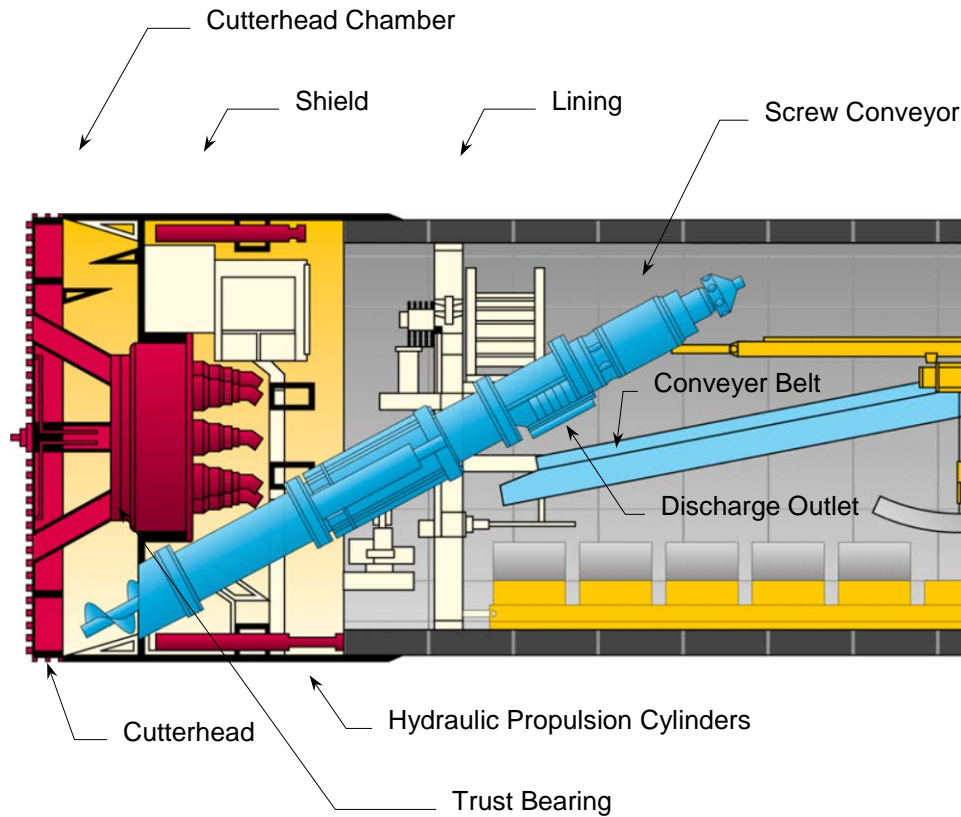 Cutterhead Chamber
Shield
Lining
Screw Conveyor
Conveyer Belt
Discharge Outlet
Hydraulic Propulsion Cylinders
Cutterhead
Trust Bearing